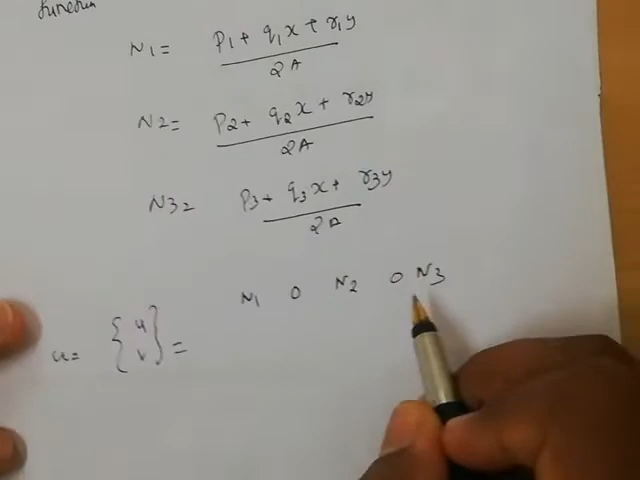 N1 = p1 + q1x + r1y
2A
N2= p2 + q2x + r2y
2A
N3= p3+ q3x + r3y
2A
N1 0 N2 0 N3
u= { u
v } =